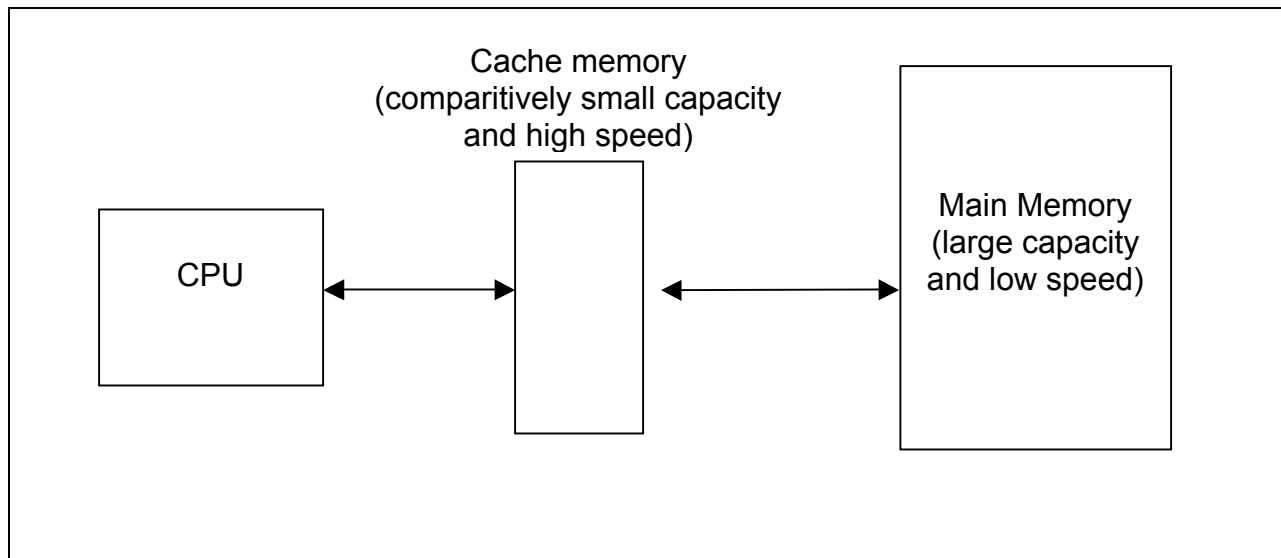 Cache memory
(comparitively small capacity
and high speed)
CPU
Main Memory
(large capacity
and low speed)